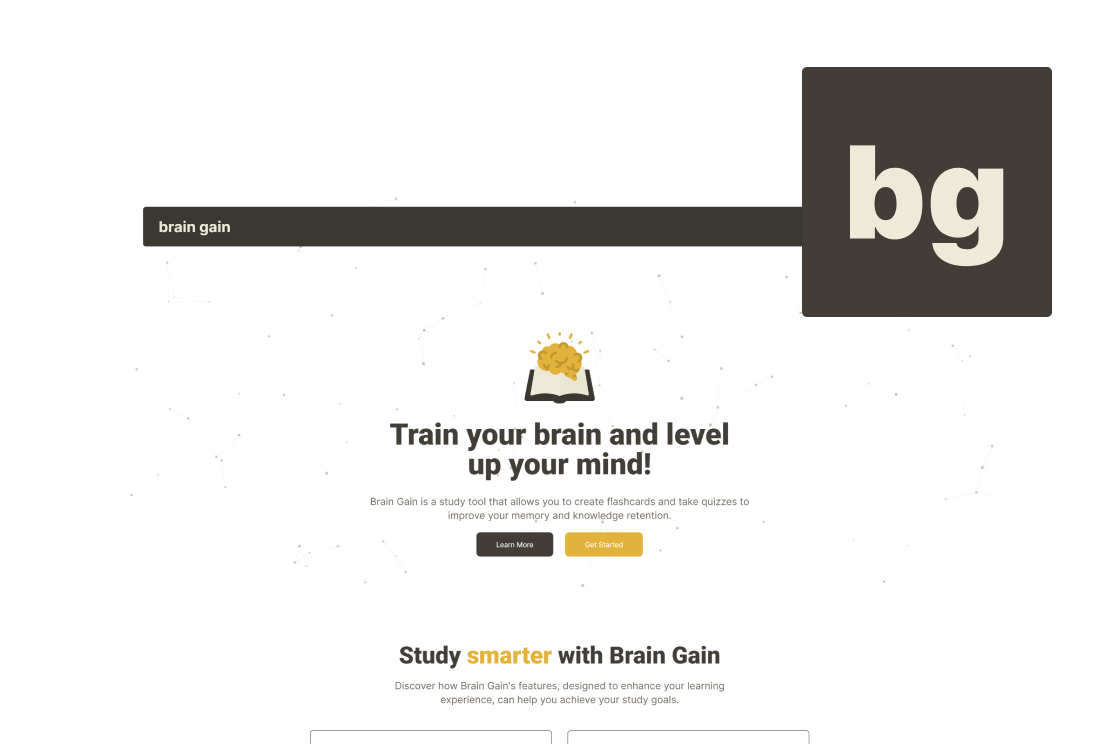 bg
brain gain
Train your brain and level
up your mind!
Brain Gain is a study tool that allows you to create flashcards and take quizzes to
improve your memory and knowledge retention.
Learn More
Get Started
Study smarter with Brain Gain
Discover how Brain Gain's features, designed to enhance your learning
experience, can help you achieve your study goals.